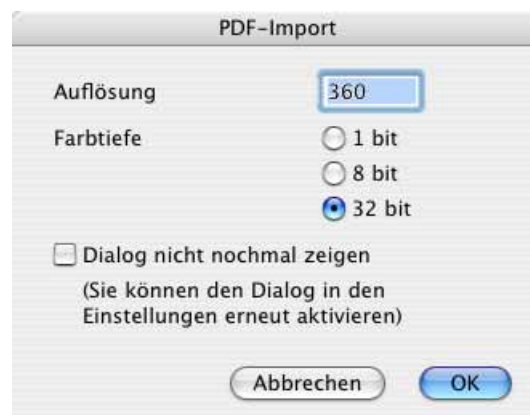 PDF-Import
Auflösung 360
Farbtiefe 1 bit
8 bit
32 bit
Dialog nicht nochmal zeigen
(Sie können den Dialog in den
Einstellungen erneut aktivieren)
Abbrechen OK